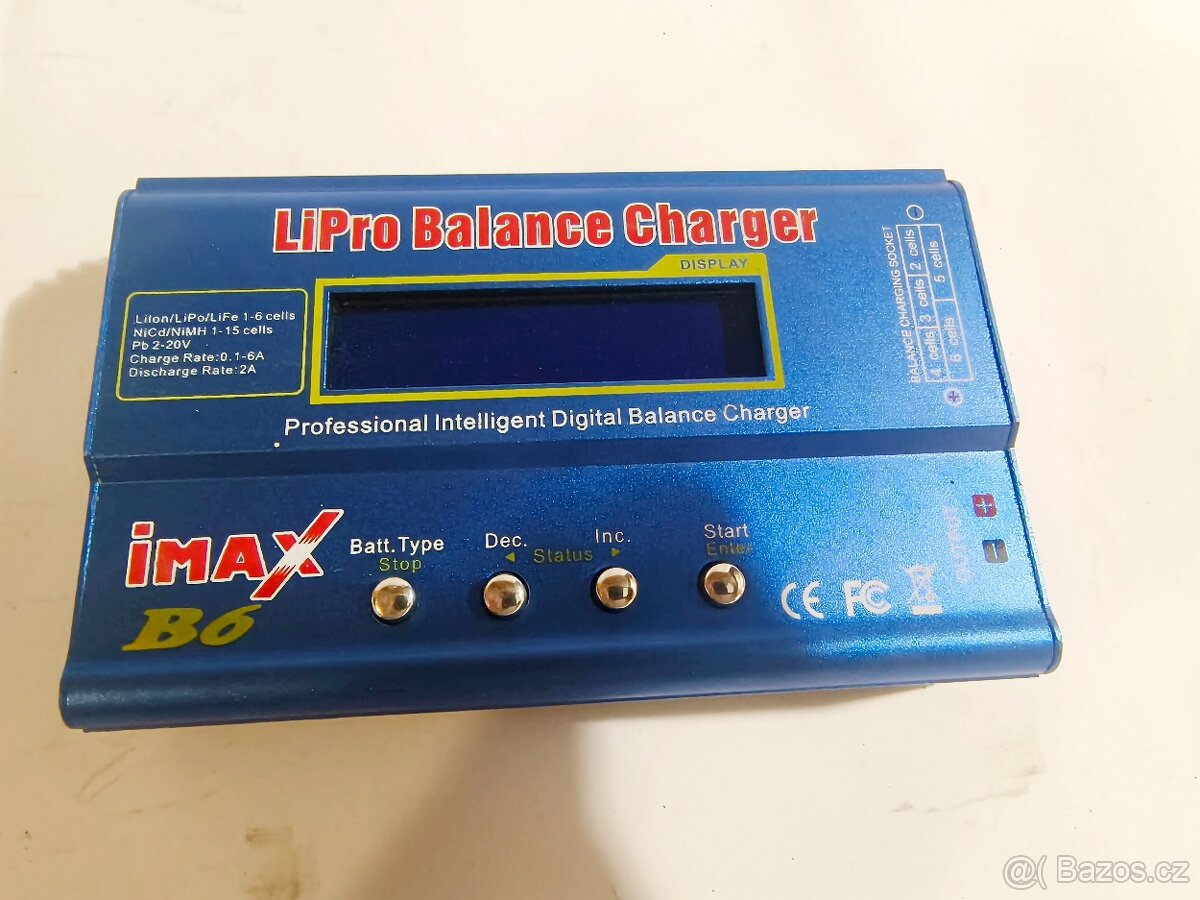 LiPro Balance Charger
DISPLAY
LiIon/LiPo/LiFe 1-6 cells
NiCd/NiMH 1-15 cells
Pb 2-20V
Charge Rate:0.1-6A
Discharge Rate:2A
Professional Intelligent Digital Balance Charger
BALANCE CHARGING SOCKET
4 cells 3 cells 2 cells
6 cells 5 cells
iMAX
B6
Batt.Type
Stop
Dec.
Inc.
Status
Start
Enter
CE FC
OUTPUT
@( Bazos.cz